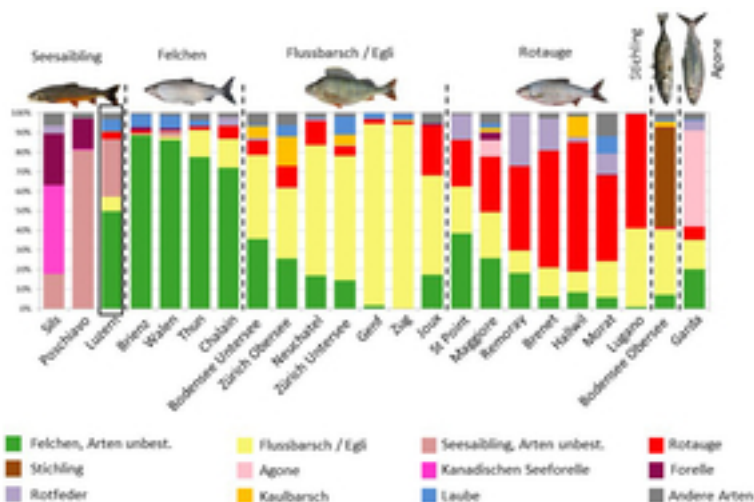 Seesaibling
Felchen
Flussbarsch / Egli
Rotauge
Stichling
Agone
100%
90%
80%
70%
60%
50%
40%
30%
20%
10%
0%
Sils
Poschiavo
Luzern
Brienz
Walen
Thun
Chalain
Bodensee Untersee
Zürich Obersee
Neuchatel
Zürich Untersee
Genf
Zug
Joux
St Point
Maggiore
Remoray
Brenet
Hallwil
Morat
Lugano
Bodensee Obersee
Garda
Felchen, Arten unbest.
Flussbarsch / Egli
Seesaibling, Arten unbest.
Rotauge
Stichling
Agone
Kanadischen Seeforelle
Forelle
Rotfeder
Kaulbarsch
Laube
Andere Arten